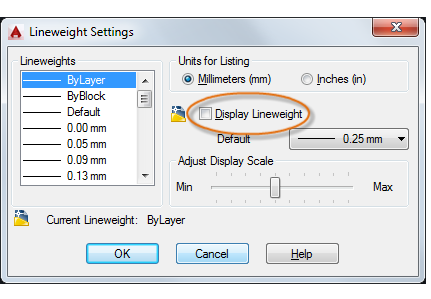 Lineweight Settings
Lineweights
ByLayer
ByBlock
Default
0.00 mm
0.05 mm
0.09 mm
0.13 mm
Units for Listing
Millimeters (mm)
Inches (in)
Display Lineweight
Default
0.25 mm
Adjust Display Scale
Min
Max
Current Lineweight: ByLayer
OK
Cancel
Help